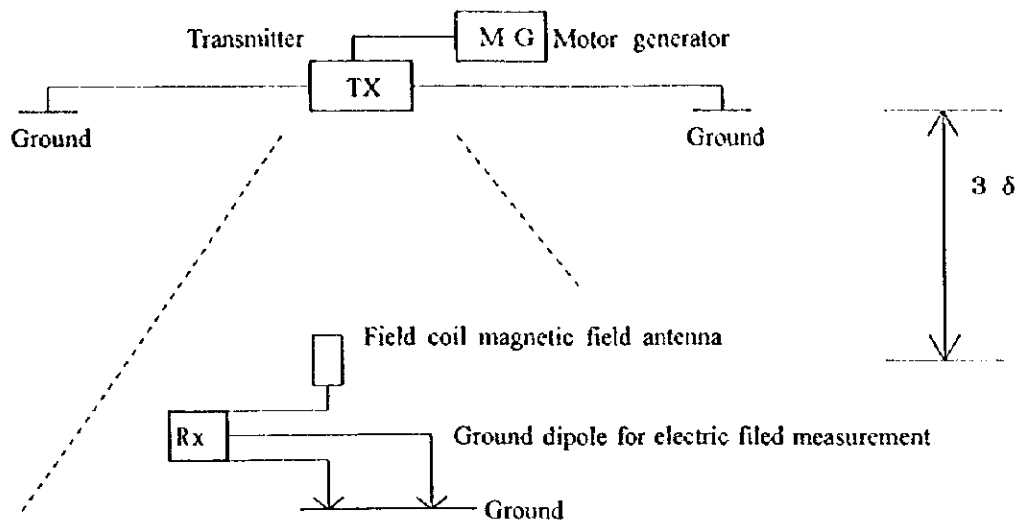 M G
Transmitter
Motor generator
TX
Ground
Ground
3 δ
Field coil magnetic field antenna
Rx
Ground dipole for electric filed measurement
Ground